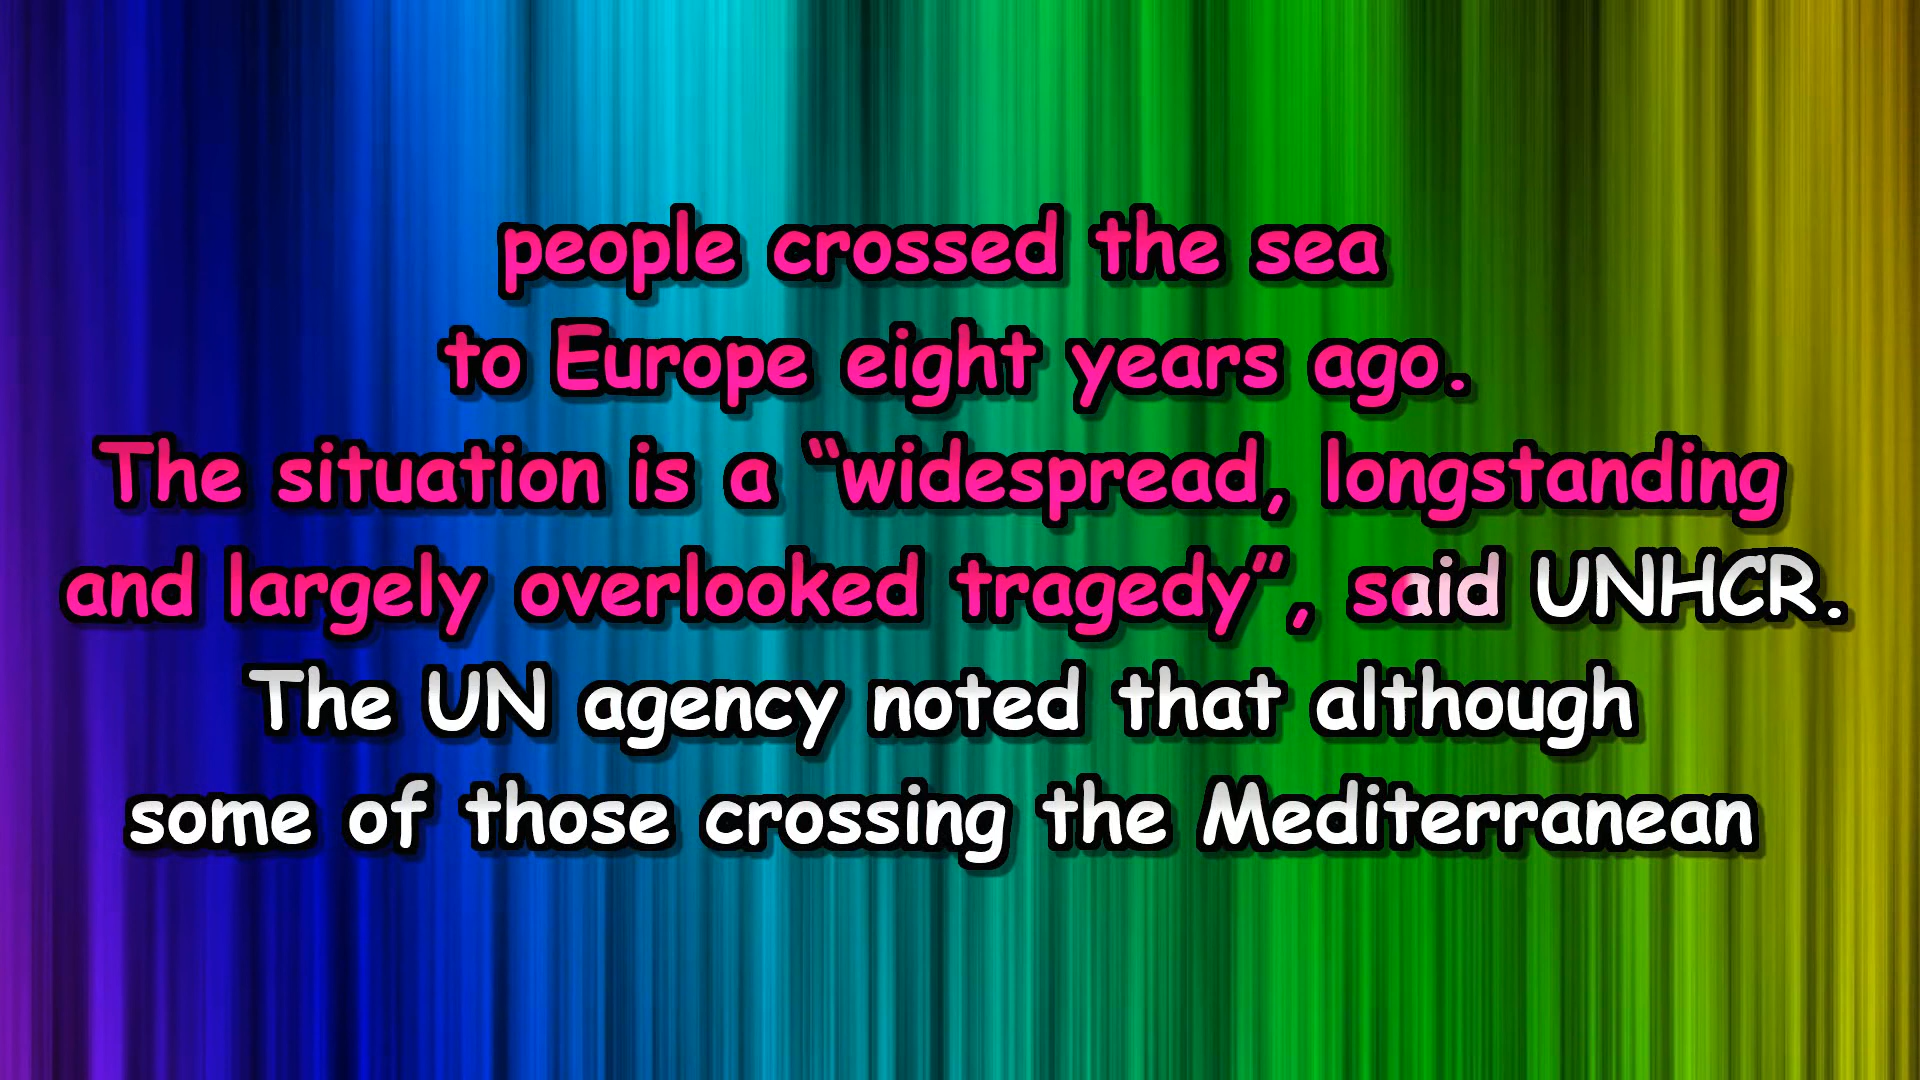 people crossed the sea
to Europe eight years ago.
The situation is a “widespread, longstanding
and largely overlooked tragedy”, said UNHCR.
The UN agency noted that although
some of those crossing the Mediterranean